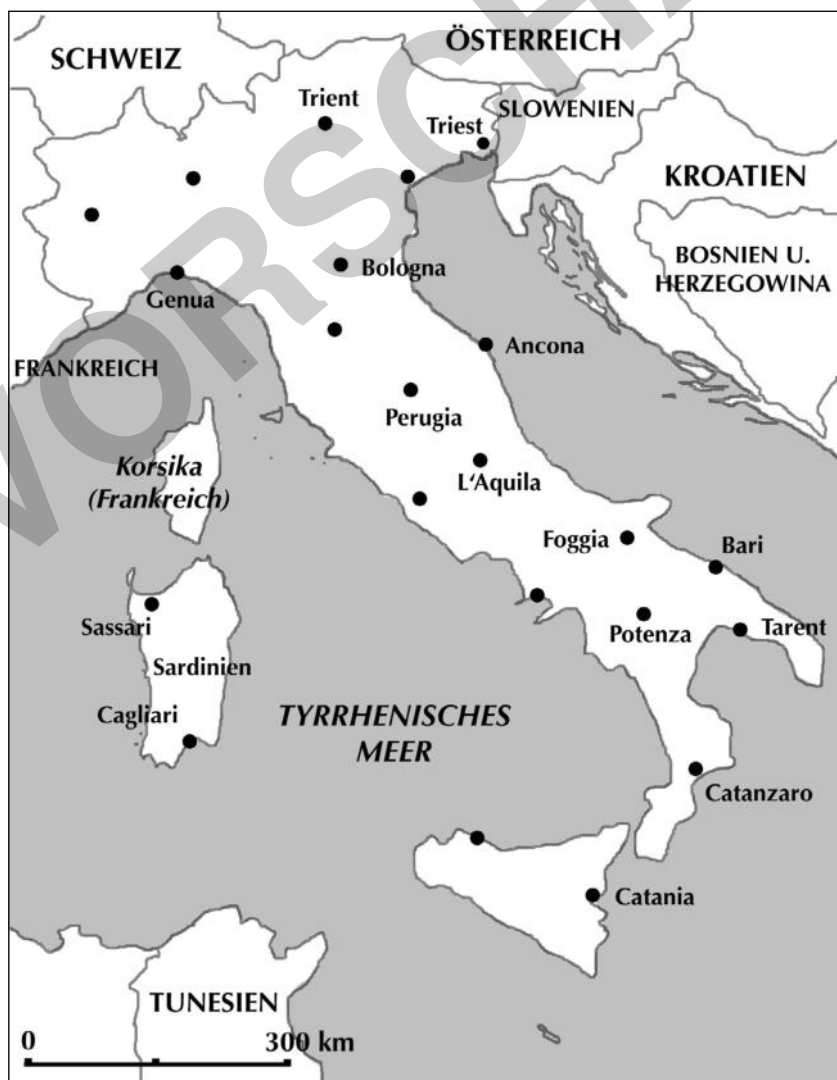 ÖSTERREICH
SCHWEIZ
Trient
SLOWENIEN
Triest
KROATIEN
BOSNIEN U.
HERZEGOWINA
Bologna
Genua
Ancona
FRANKREICH
Perugia
Korsika
(Frankreich)
L‘Aquila
Foggia
Bari
Sassari
Potenza
Tarent
Sardinien
Cagliari
TYRRHENISCHES
MEER
Catanzaro
Catania
TUNESIEN
0 300 km
VORSCHA